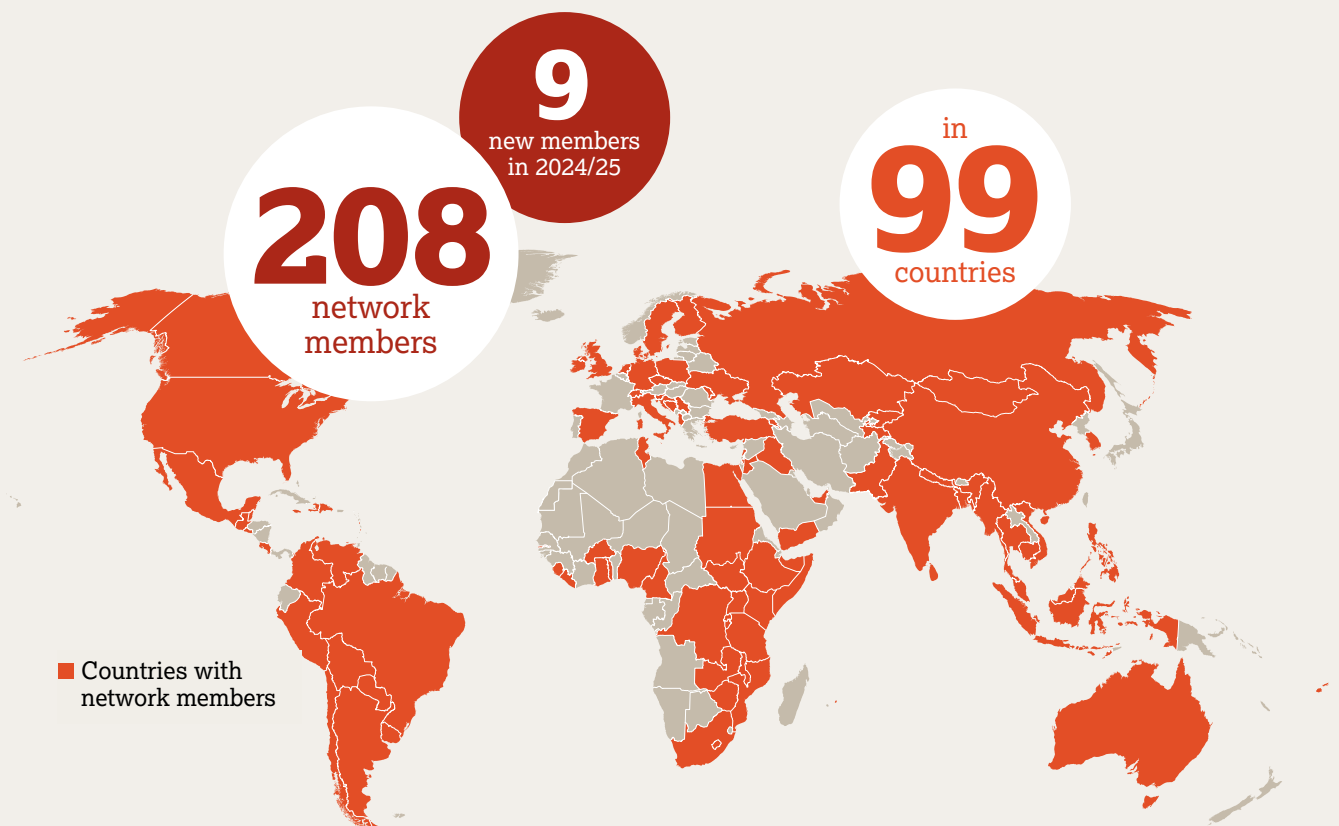 9
new members
in 2024/25
208
network
members
in
99
countries
Countries with
network members